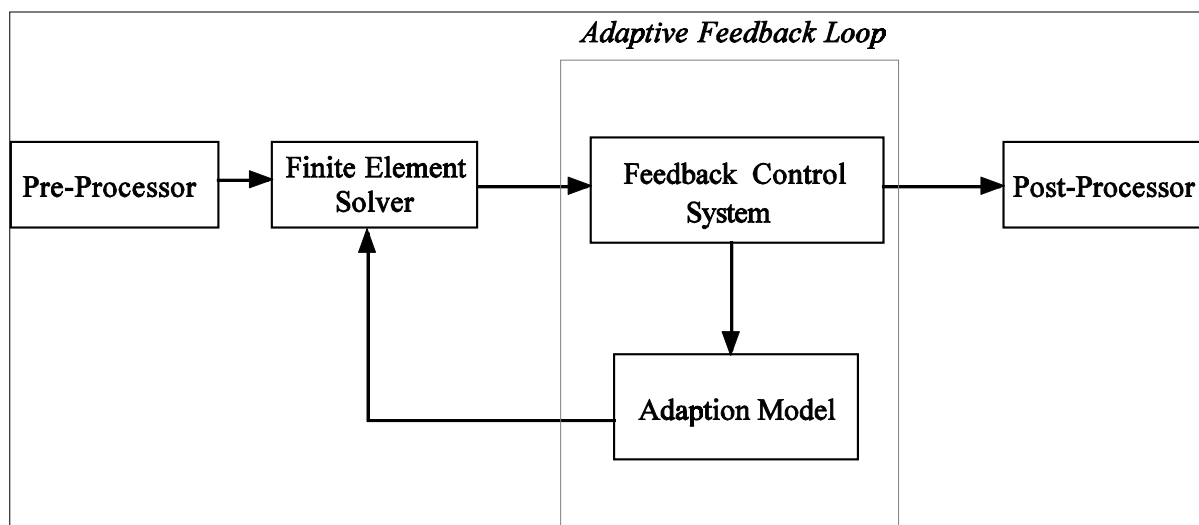 Adaptive Feedback Loop
Pre-Processor
Finite Element
Solver
Feedback Control
System
Post-Processor
Adaption Model